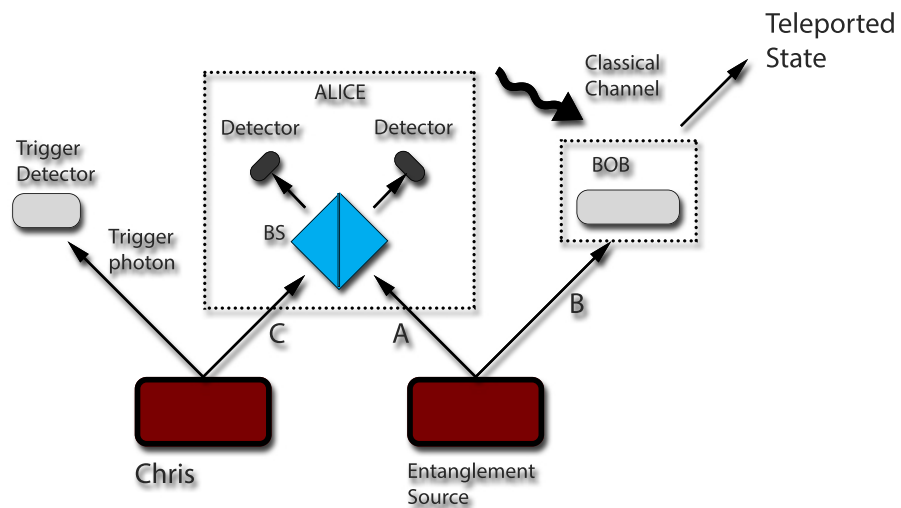 Teleported
State
Classical
Channel
ALICE
Detector
Detector
Trigger
Detector
BOB
BS
Trigger
photon
C
A
B
Chris
Entanglement
Source